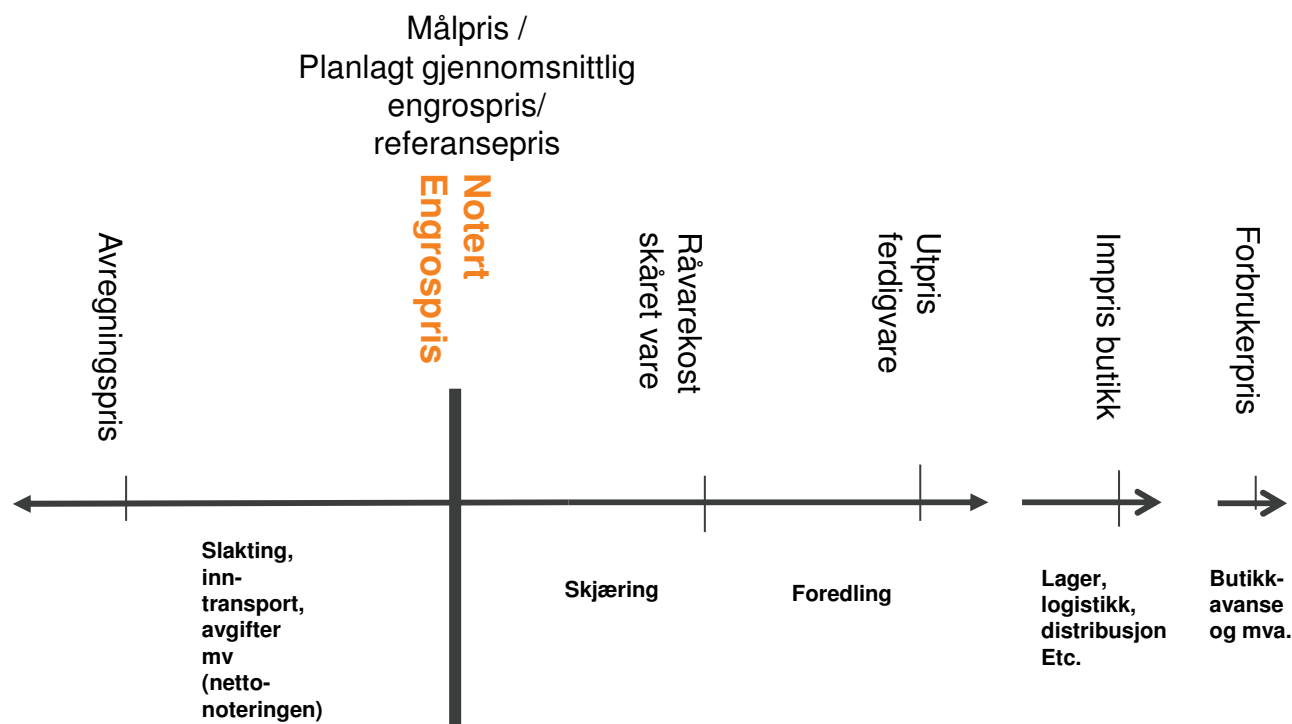 Målpris /
Planlagt gjennomsnittlig
engrospris/
referansepris
Notert
Engrospris
Avregningspris
Råvarekost
skåret vare
Utpris
ferdigvare
Innpris butikk
Forbrukerpris
Slakting,
inn-
transport,
avgifter
mv
(netto-
noteringen)
Skjæring
Foredling
Lager,
logistikk,
distribusjon
Etc.
Butikk-
avanse
og mva.